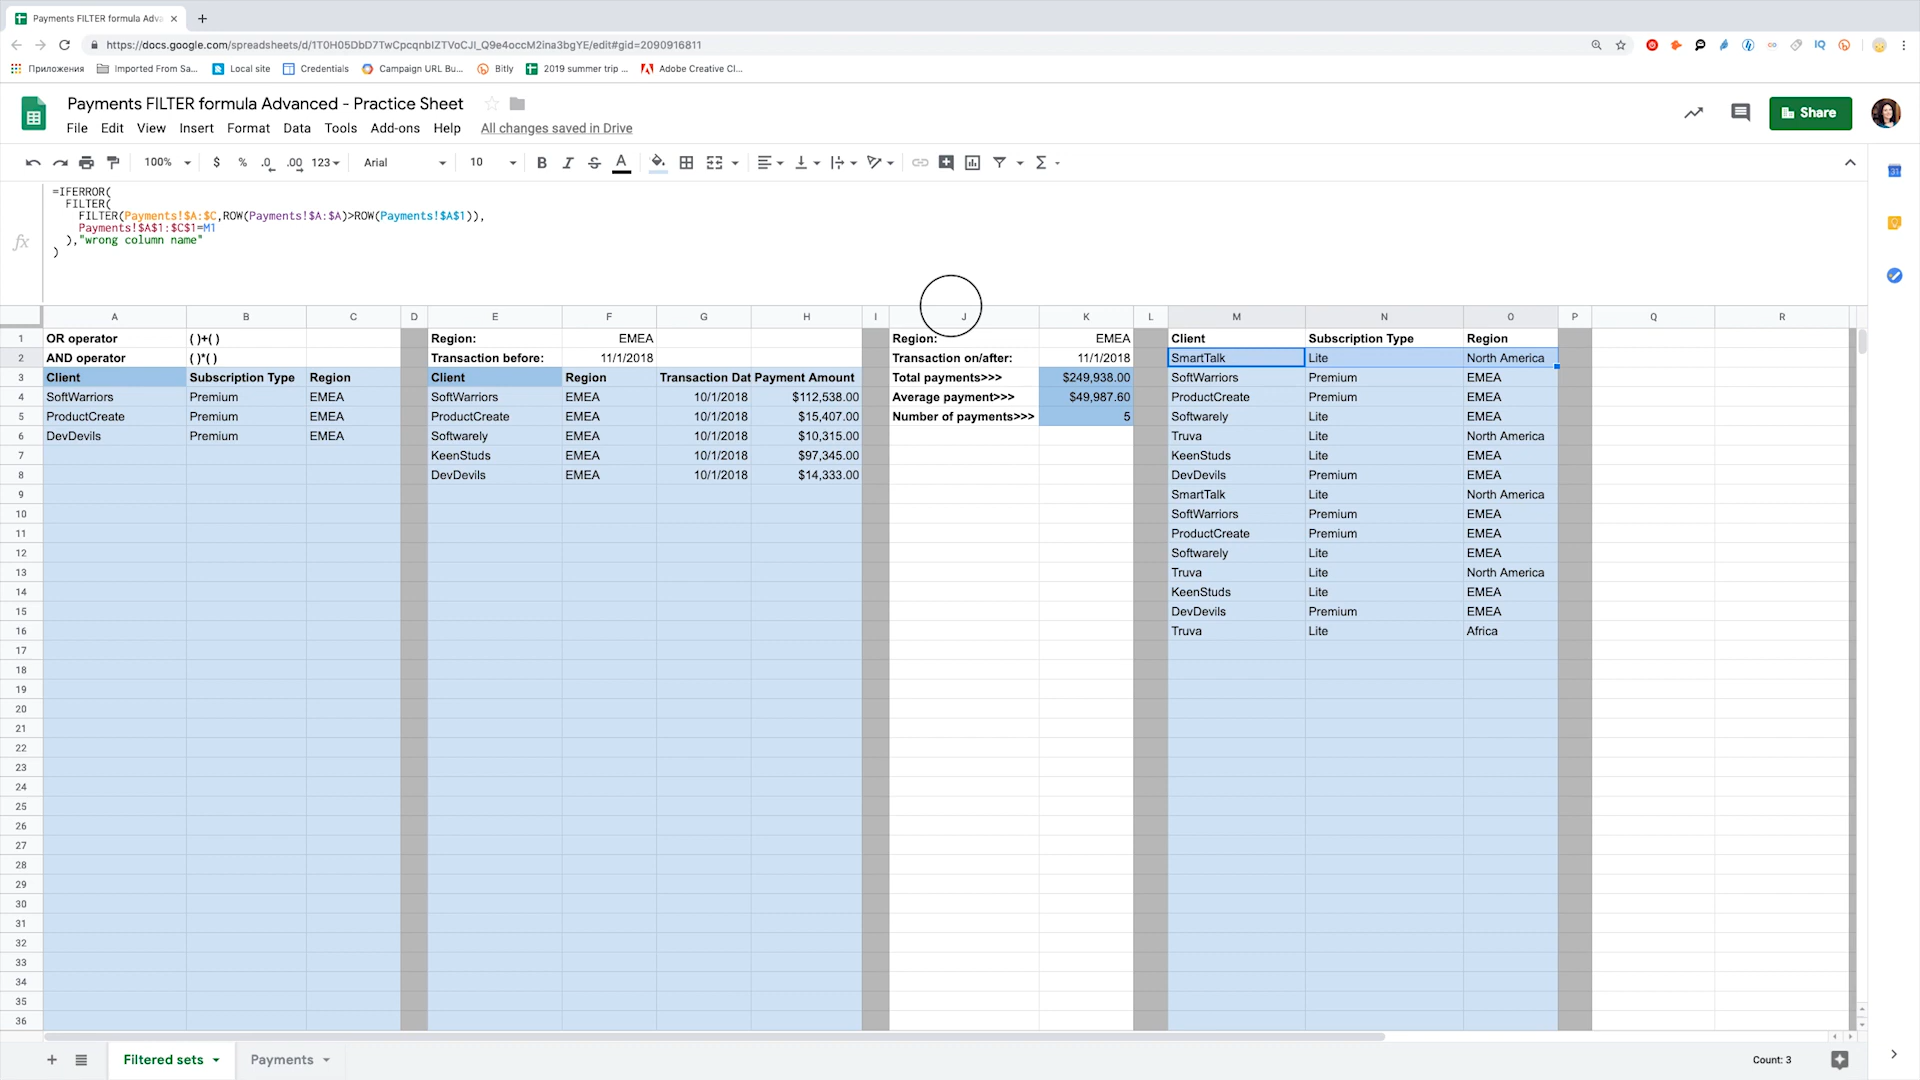 Payments FILTER formula Adva
https://docs.google.com/spreadsheets/d/1T0H05DbD7TwCpcqnbIZTVoCJl_Q9e4occM2ina3bgYE/edit#gid=2090916811
Приложения Imported From Sa... Local site Credentials Campaign URL Bu... Bitly 2019 summer trip ... Adobe Creative Cl...
Payments FILTER formula Advanced - Practice Sheet
Share
File Edit View Insert Format Data Tools Add-ons Help All changes saved in Drive
100% $ % .0 .00 123 Arial 10 B I S A Σ
=IFERROR(
FILTER(
FILTER(Payments!$A:$C,ROW(Payments!$A:$A)>ROW(Payments!$A$1)),
Payments!$A$1:$C$1=M1
),"wrong column name"
)
fx
A B C D E F G H I J K L M N O P Q R
1 OR operator ( )+( ) Region: EMEA Region: EMEA Client Subscription Type Region
2 AND operator ( )*( ) Transaction before: 11/1/2018 Transaction on/after: 11/1/2018 SmartTalk Lite North America
3 Client Subscription Type Region Client Region Transaction Dat Payment Amount Total payments>>> $249,938.00 SoftWarriors Premium EMEA
4 SoftWarriors Premium EMEA SoftWarriors EMEA 10/1/2018 $112,538.00 Average payment>>> $49,987.60 ProductCreate Premium EMEA
5 ProductCreate Premium EMEA ProductCreate EMEA 10/1/2018 $15,407.00 Number of payments>>> 5 Softwarely Lite EMEA
6 DevDevils Premium EMEA Softwarely EMEA 10/1/2018 $10,315.00 Truva Lite North America
7 KeenStuds EMEA 10/1/2018 $97,345.00 KeenStuds Lite EMEA
8 DevDevils EMEA 10/1/2018 $14,333.00 DevDevils Premium EMEA
9 SmartTalk Lite North America
10 SoftWarriors Premium EMEA
11 ProductCreate Premium EMEA
12 Softwarely Lite EMEA
13 Truva Lite North America
14 KeenStuds Lite EMEA
15 DevDevils Premium EMEA
16 Truva Lite Africa
17
18
19
20
21
22
23
24
25
26
27
28
29
30
31
32
33
34
35
36
Filtered sets Payments Count: 3